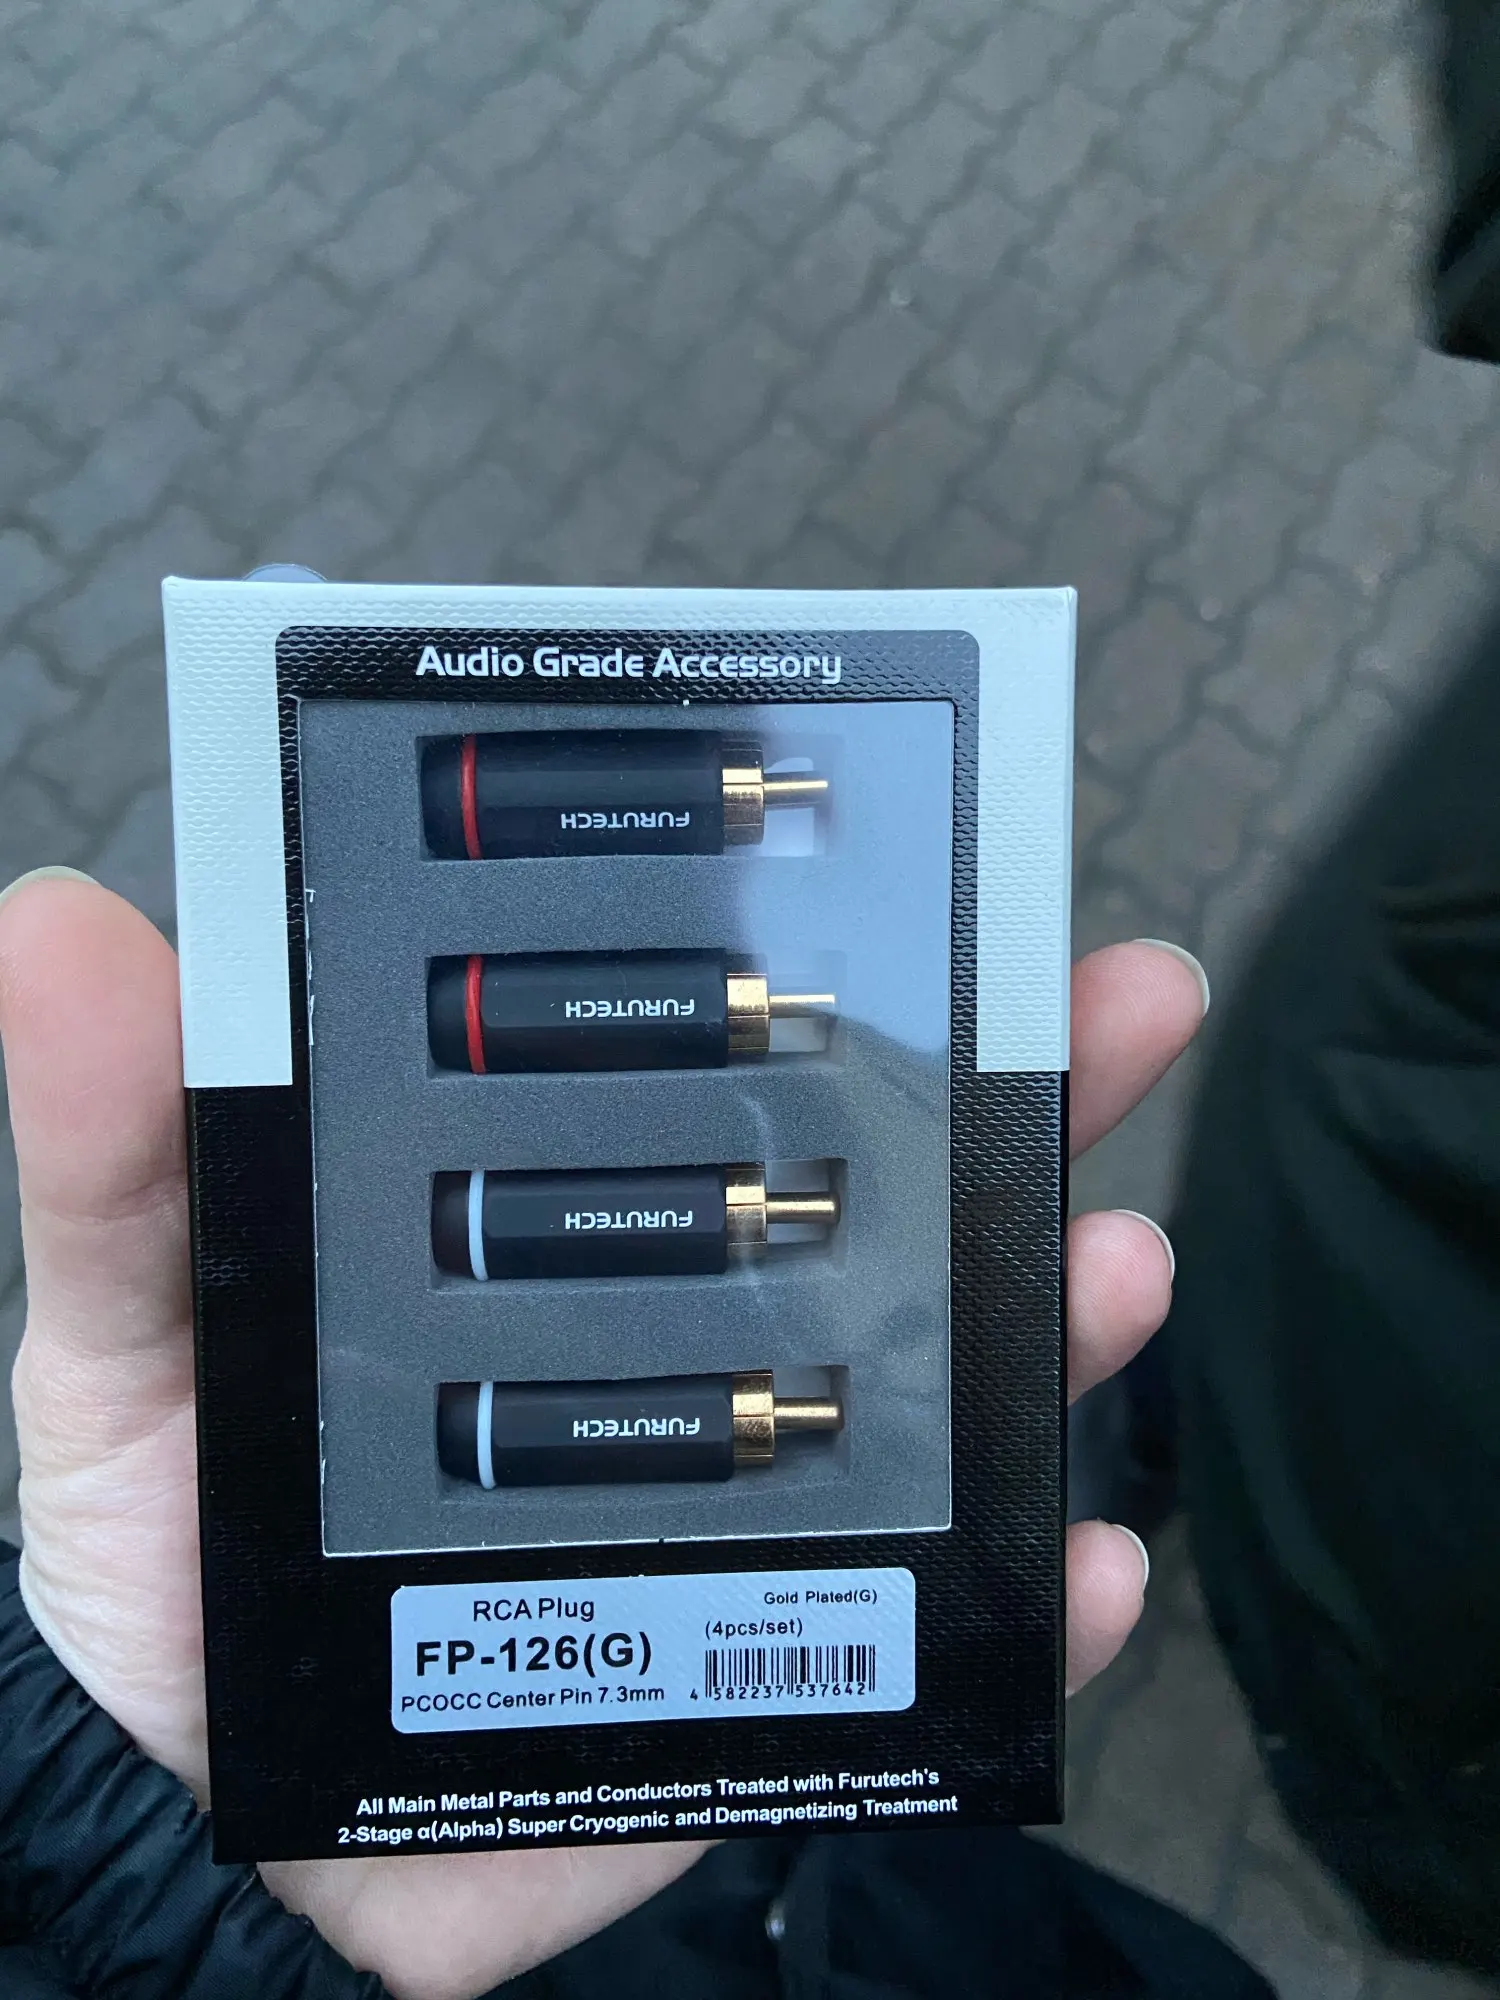 Audio Grade Accessory
FURUTECH
FURUTECH
FURUTECH
FURUTECH
RCA Plug
Gold Plated(G)
FP-126(G)
(4pcs/set)
PCOCC Center Pin 7.3mm
4 582237 537642
All Main Metal Parts and Conductors Treated with Furutech's
2-Stage α(Alpha) Super Cryogenic and Demagnetizing Treatment